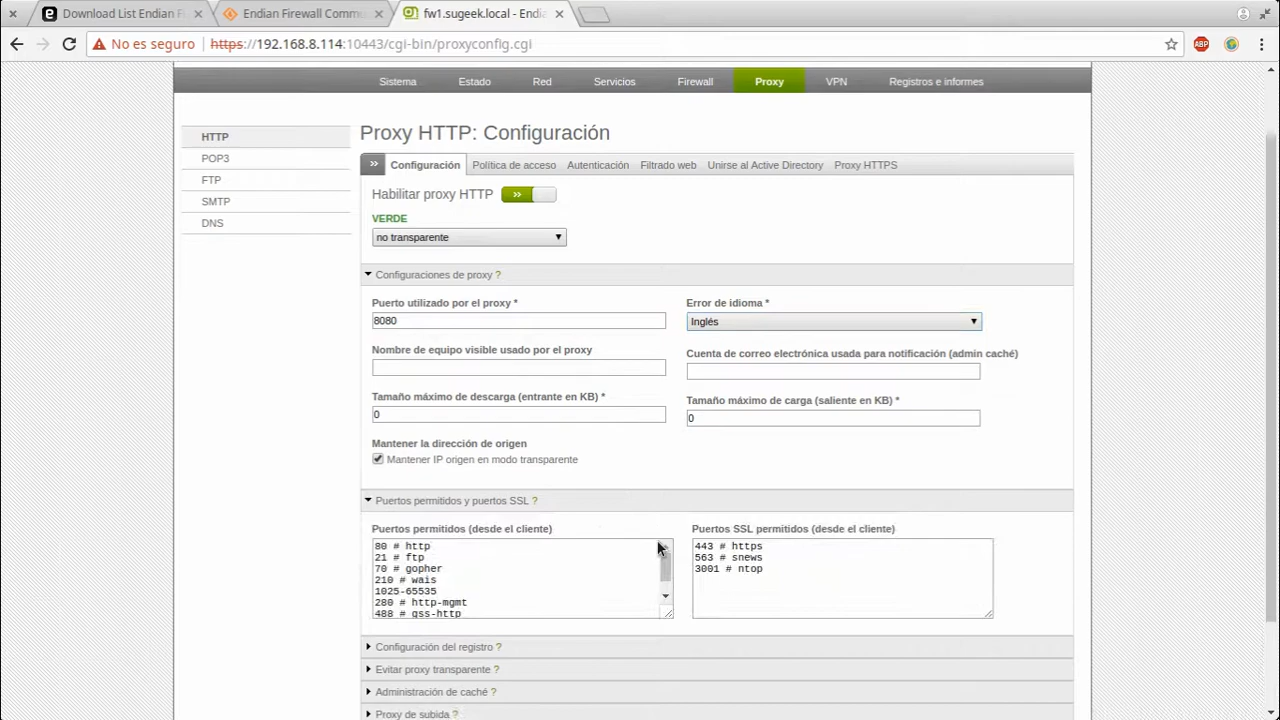 Download List Endian Fi
Endian Firewall Commu
fw1.sugeek.local - Endia
No es seguro
https://192.168.8.114:10443/cgi-bin/proxyconfig.cgi
ABP
Sistema
Estado
Red
Servicios
Firewall
Proxy
VPN
Registros e informes
HTTP
POP3
FTP
SMTP
DNS
Proxy HTTP: Configuración
»
Configuración
Política de acceso
Autenticación
Filtrado web
Unirse al Active Directory
Proxy HTTPS
Habilitar proxy HTTP
»
VERDE
no transparente
Configuraciones de proxy ?
Puerto utilizado por el proxy *
8080
Error de idioma *
Inglés
Nombre de equipo visible usado por el proxy
Cuenta de correo electrónica usada para notificación (admin caché)
Tamaño máximo de descarga (entrante en KB) *
0
Tamaño máximo de carga (saliente en KB) *
0
Mantener la dirección de origen
Mantener IP origen en modo transparente
Puertos permitidos y puertos SSL ?
Puertos permitidos (desde el cliente)
80 # http
21 # ftp
70 # gopher
210 # wais
1025-65535
280 # http-mgmt
488 # gss-http
Puertos SSL permitidos (desde el cliente)
443 # https
563 # snews
3001 # ntop
Configuración del registro ?
Evitar proxy transparente ?
Administración de caché ?
Proxy de subida ?